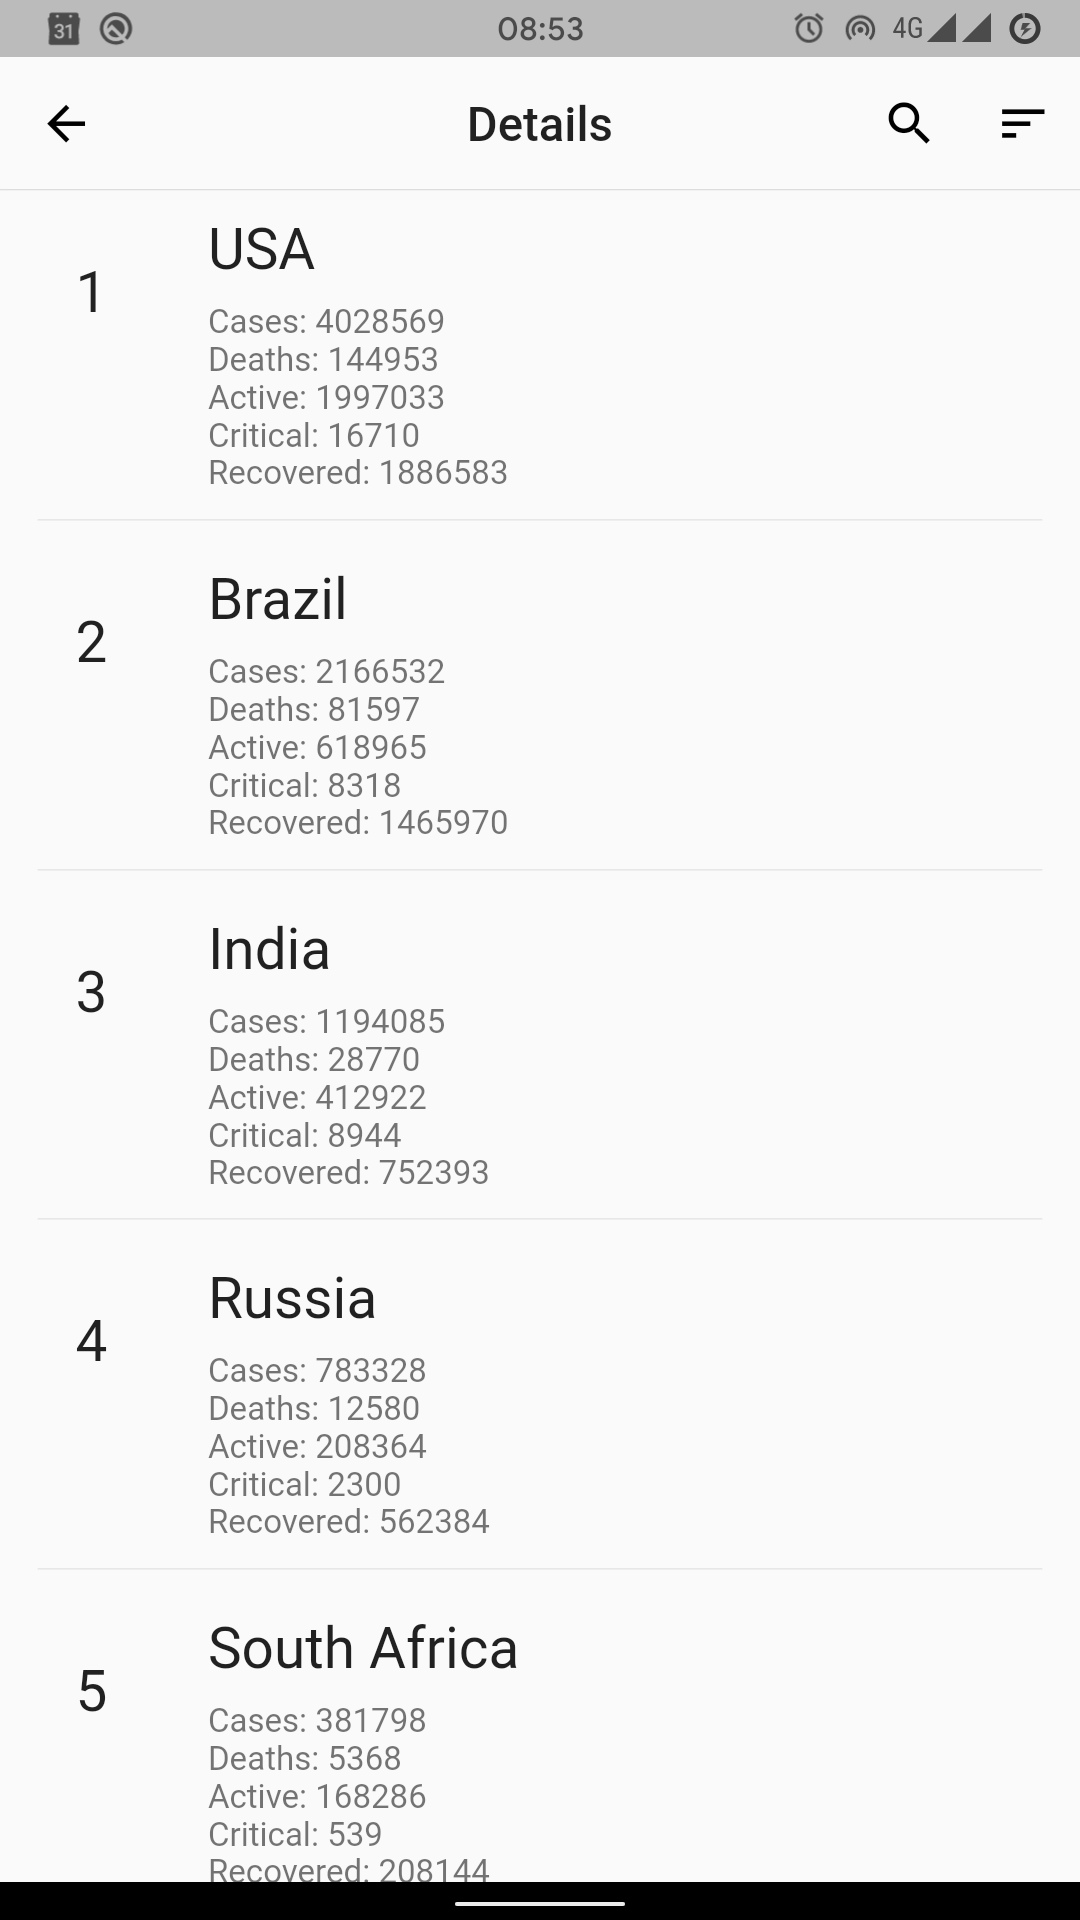 31
08:53
4G
Details
1
USA
Cases: 4028569
Deaths: 144953
Active: 1997033
Critical: 16710
Recovered: 1886583
2
Brazil
Cases: 2166532
Deaths: 81597
Active: 618965
Critical: 8318
Recovered: 1465970
3
India
Cases: 1194085
Deaths: 28770
Active: 412922
Critical: 8944
Recovered: 752393
4
Russia
Cases: 783328
Deaths: 12580
Active: 208364
Critical: 2300
Recovered: 562384
5
South Africa
Cases: 381798
Deaths: 5368
Active: 168286
Critical: 539
Recovered: 208144